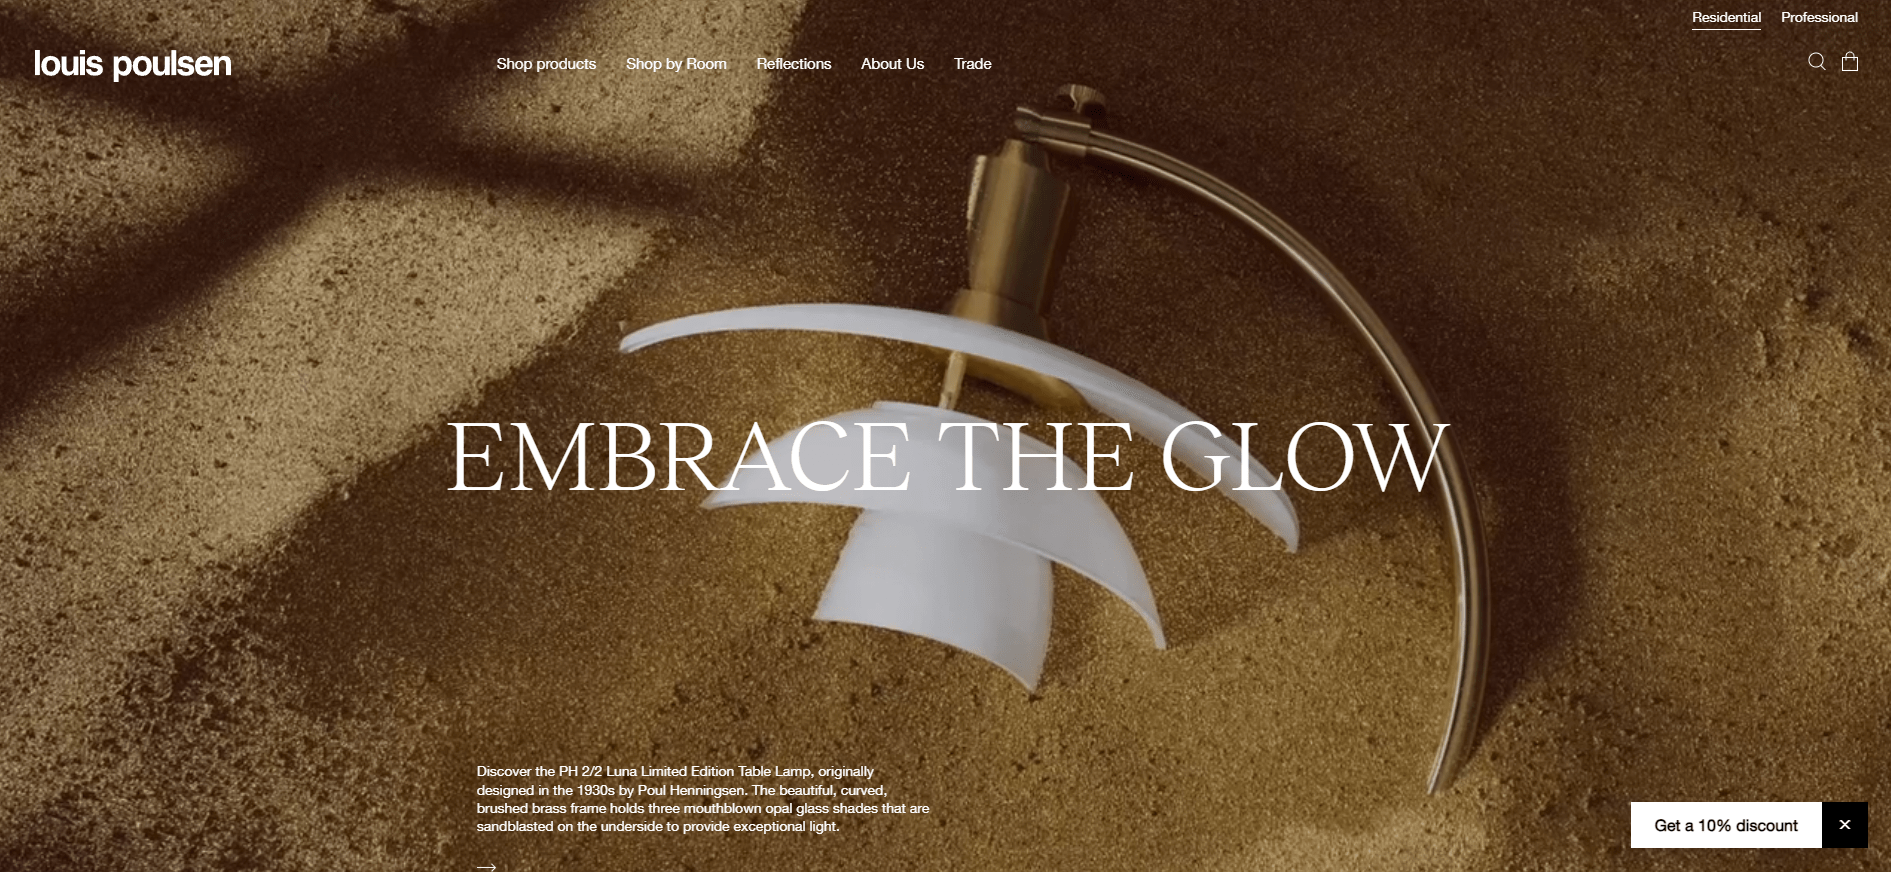 Residential
Professional
louis poulsen
Shop products
Shop by Room
Reflections
About Us
Trade
EMBRACE THE GLOW
Discover the PH 2/2 Luna Limited Edition Table Lamp, originally
designed in the 1930s by Poul Henningsen. The beautiful, curved,
brushed brass frame holds three mouthblown opal glass shades that are
sandblasted on the underside to provide exceptional light.
Get a 10% discount